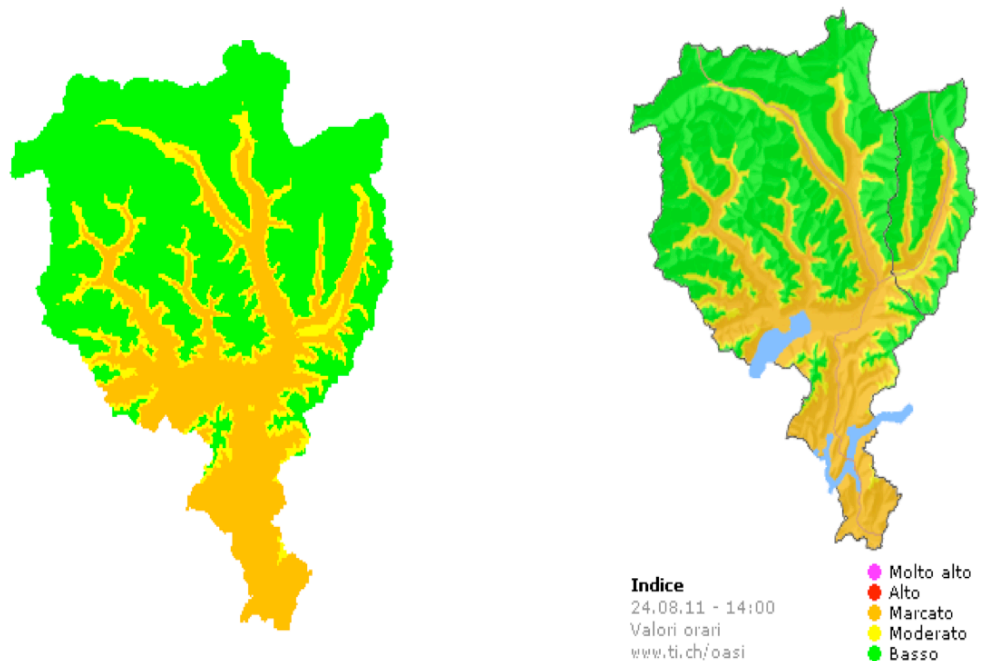 Indice
24.08.11 - 14:00
Valori orari
www.ti.ch/oasi
Molto alto
Alto
Marcato
Moderato
Basso